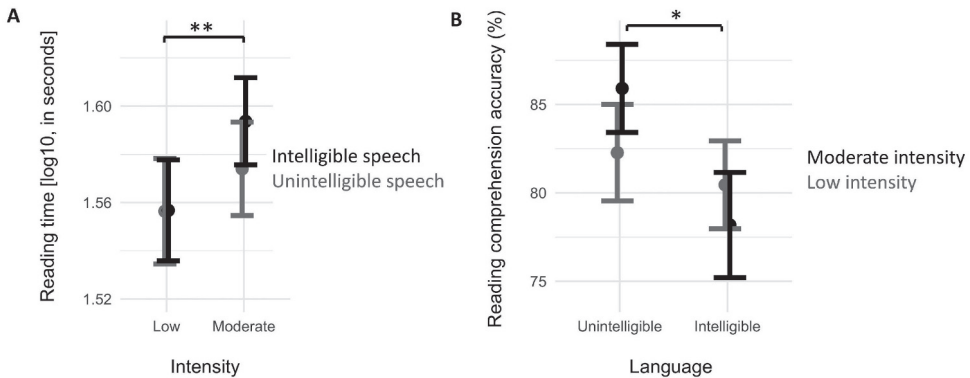 A
Reading time [log10, in seconds]
1.60
1.56
1.52
**
Low
Moderate
Intensity
Intelligible speech
Unintelligible speech
B
Reading comprehension accuracy (%)
85
80
75
*
Unintelligible
Intelligible
Language
Moderate intensity
Low intensity